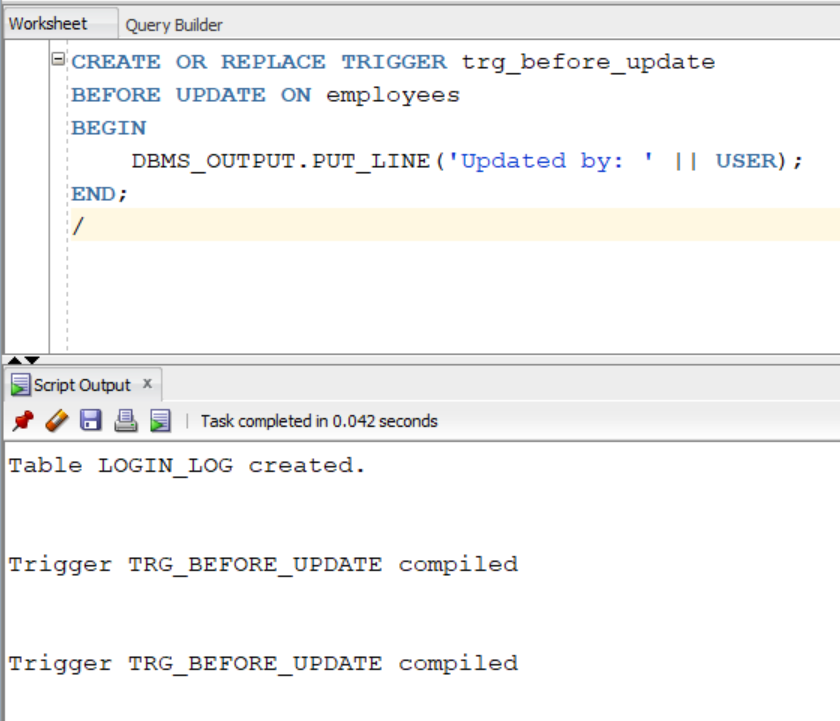 Worksheet Query Builder
CREATE OR REPLACE TRIGGER trg_before_update
BEFORE UPDATE ON employees
BEGIN
    DBMS_OUTPUT.PUT_LINE('Updated by: ' || USER);
END;
/
Script Output x
Task completed in 0.042 seconds
Table LOGIN_LOG created.
Trigger TRG_BEFORE_UPDATE compiled
Trigger TRG_BEFORE_UPDATE compiled